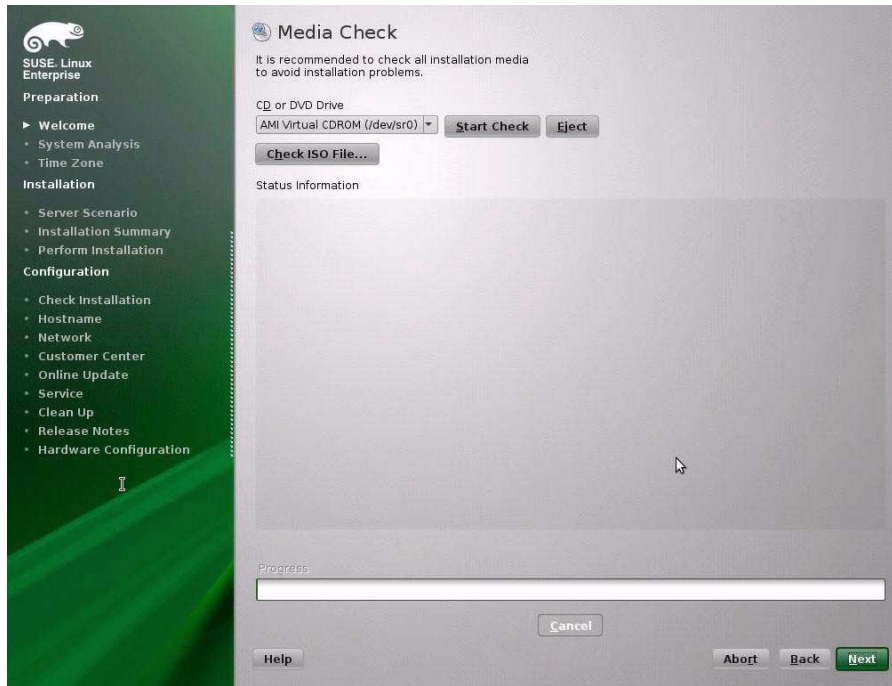 SUSE. Linux
Enterprise
Preparation
Welcome
System Analysis
Time Zone
Installation
Server Scenario
Installation Summary
Perform Installation
Configuration
Check Installation
Hostname
Network
Customer Center
Online Update
Service
Clean Up
Release Notes
Hardware Configuration
Media Check
It is recommended to check all installation media
to avoid installation problems.
CD or DVD Drive
AMI Virtual CDROM (/dev/sr0)
Start Check
Eject
Check ISO File...
Status Information
Progress
Cancel
Help
Abort
Back
Next